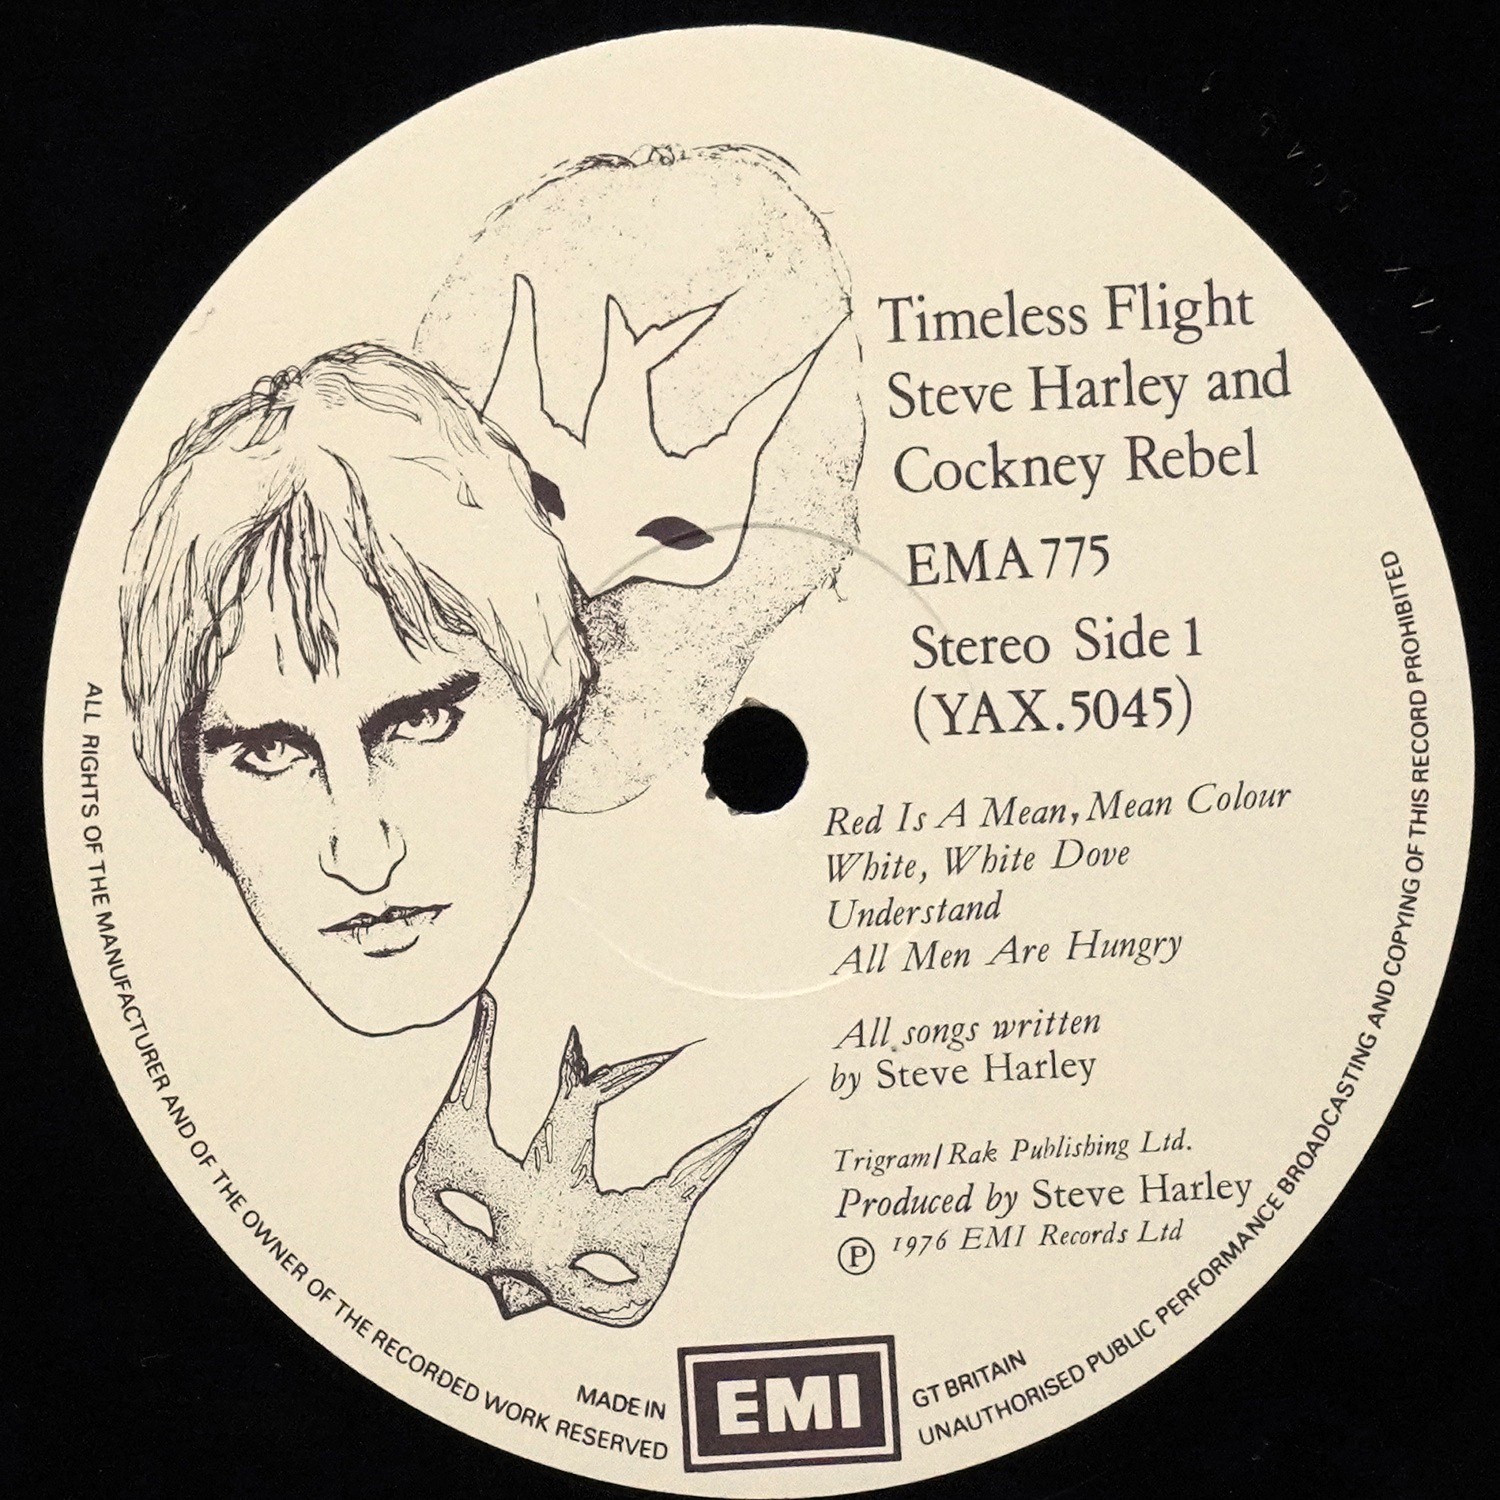 Timeless Flight
Steve Harley and
Cockney Rebel
EMA 775
Stereo Side 1
(YAX.5045)
Red Is A Mean, Mean Colour
White, White Dove
Understand
All Men Are Hungry
All songs written
by Steve Harley
Trigram/Rak Publishing Ltd.
Produced by Steve Harley
Ⓟ 1976 EMI Records Ltd
MADE IN
EMI
GT BRITAIN
ALL RIGHTS OF THE MANUFACTURER AND OF THE OWNER OF THE RECORDED WORK RESERVED
UNAUTHORISED PUBLIC PERFORMANCE BROADCASTING AND COPYING OF THIS RECORD PROHIBITED